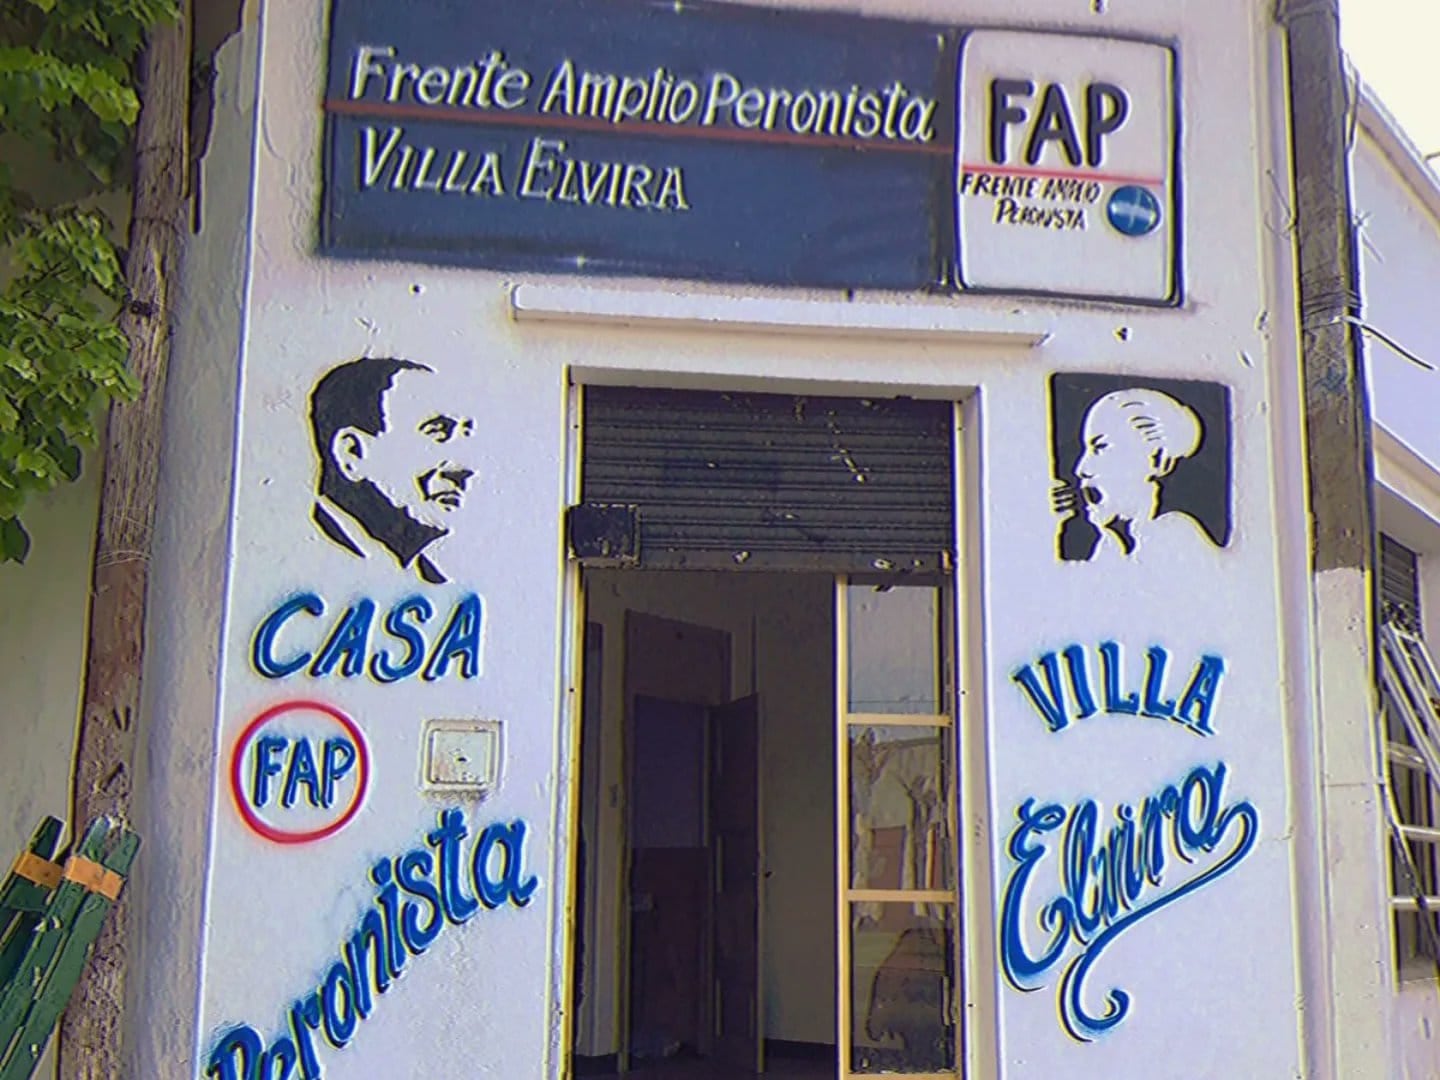 Frente Amplio Peronista
VILLA ELVIRA
FAP
FRENTE AMPLIO
PERONISTA
CASA
FAP
Peronista
VILLA
Elvira